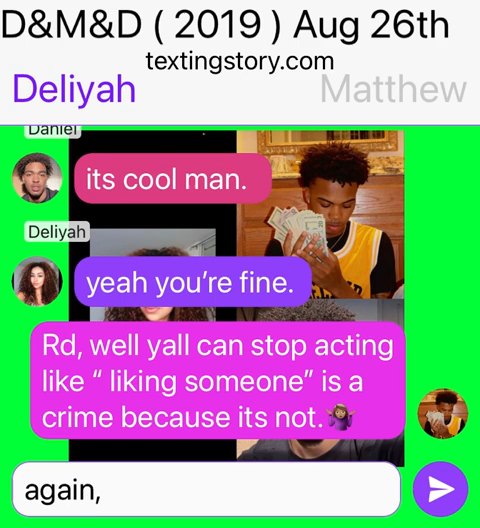 D&M&D ( 2019 ) Aug 26th
textingstory.com
Deliyah
Matthew
Daniel
its cool man.
Deliyah
yeah you’re fine.
Rd, well yall can stop acting
like “ liking someone” is a
crime because its not.🤷🏽‍♀️
again,